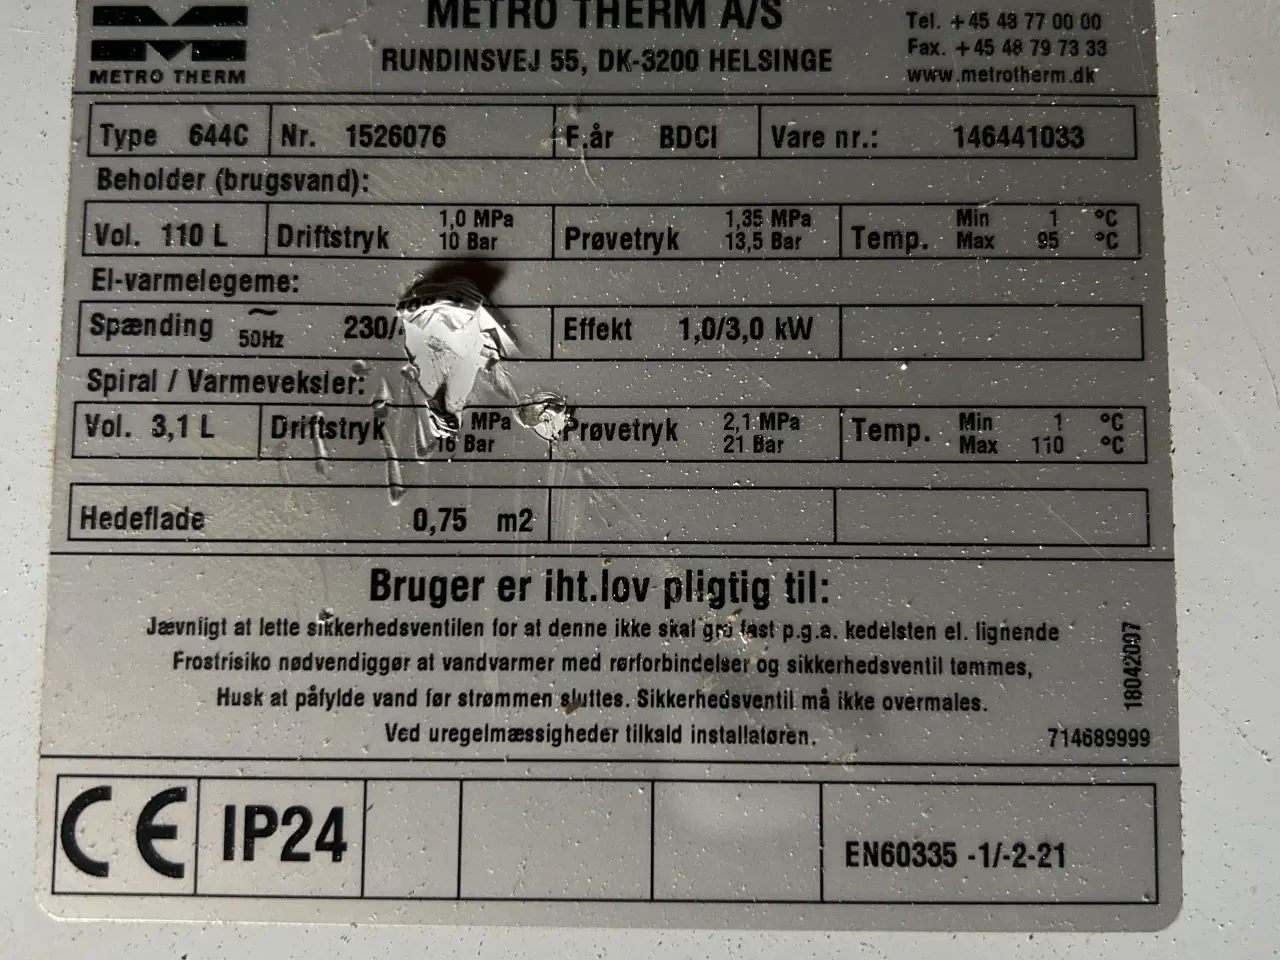 METRO THERM A/S
RUNDINSVEJ 55, DK-3200 HELSINGE
Tel. +45 48 77 00 00
Fax. +45 48 79 73 33
www.metrotherm.dk
METRO THERM
Type 644C Nr. 1526076 F.år BDCI Vare nr.: 146441033
Beholder (brugsvand):
Vol. 110 L Driftstryk 1,0 MPa 10 Bar Prøvetryk 1,35 MPa 13,5 Bar Temp. Min 1 °C Max 95 °C
El-varmelegeme:
Spænding ~ 50Hz 230/ Effekt 1,0/3,0 kW
Spiral / Varmeveksler:
Vol. 3,1 L Driftstryk MPa 16 Bar Prøvetryk 2,1 MPa 21 Bar Temp. Min 1 °C Max 110 °C
Hedeflade 0,75 m2
Bruger er iht.lov pligtig til:
Jævnligt at lette sikkerhedsventilen for at denne ikke skal gro fast p.g.a. kedelsten el. lignende
Frostrisiko nødvendiggør at vandvarmer med rørforbindelser og sikkerhedsventil tømmes,
Husk at påfylde vand før strømmen sluttes. Sikkerhedsventil må ikke overmales.
Ved uregelmæssigheder tilkald installatøren.
18042097
714689999
CE IP24 EN60335 -1/-2-21